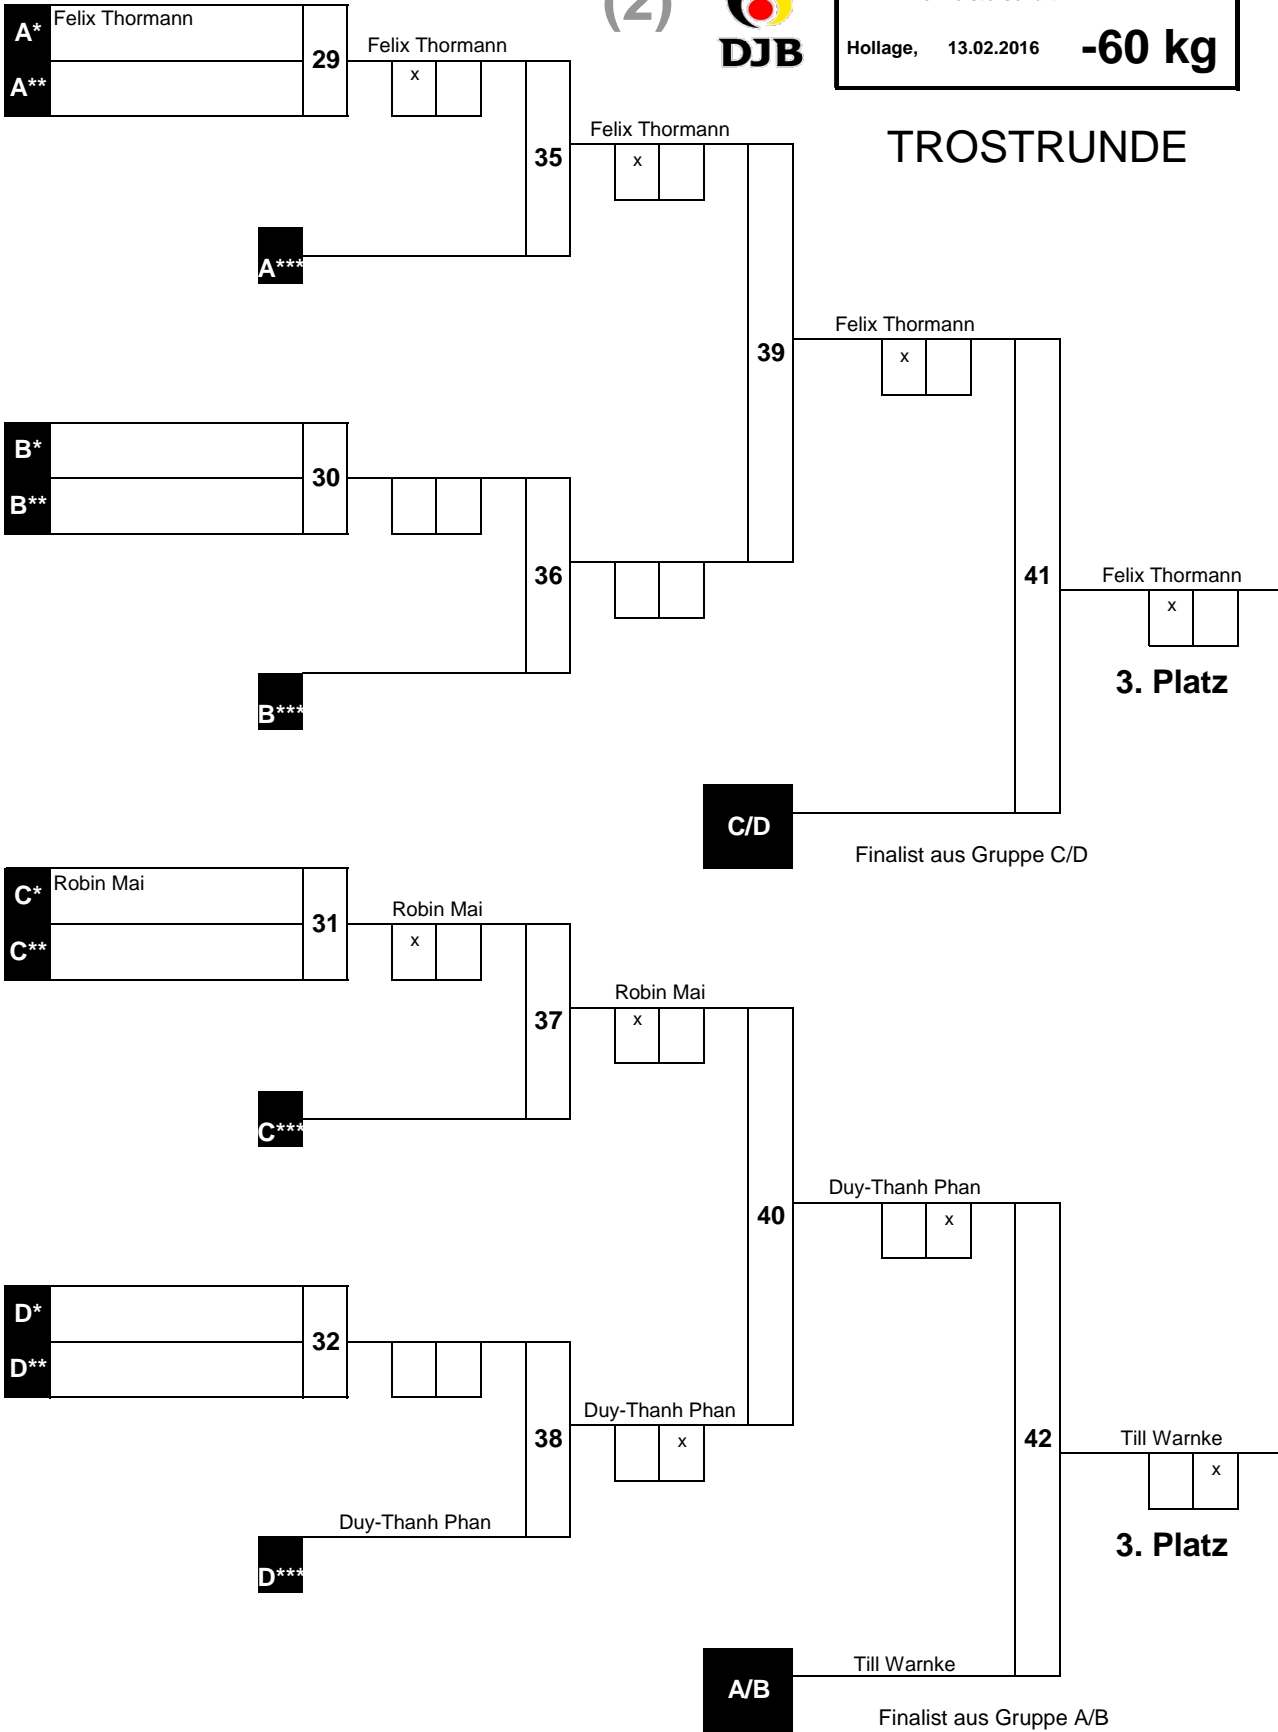 (2)
DJB
Hollage, 13.02.2016 -60 kg
TROSTRUNDE
A* Felix Thormann
A**
29
Felix Thormann
x
35
Felix Thormann
x
A***
39
Felix Thormann
x
B*
B**
30
36
B***
41
Felix Thormann
x
3. Platz
C/D
Finalist aus Gruppe C/D
C* Robin Mai
C**
31
Robin Mai
x
37
Robin Mai
x
C***
40
Duy-Thanh Phan
x
D*
D**
32
38
Duy-Thanh Phan
x
Duy-Thanh Phan
D***
42
Till Warnke
x
3. Platz
A/B
Till Warnke
Finalist aus Gruppe A/B